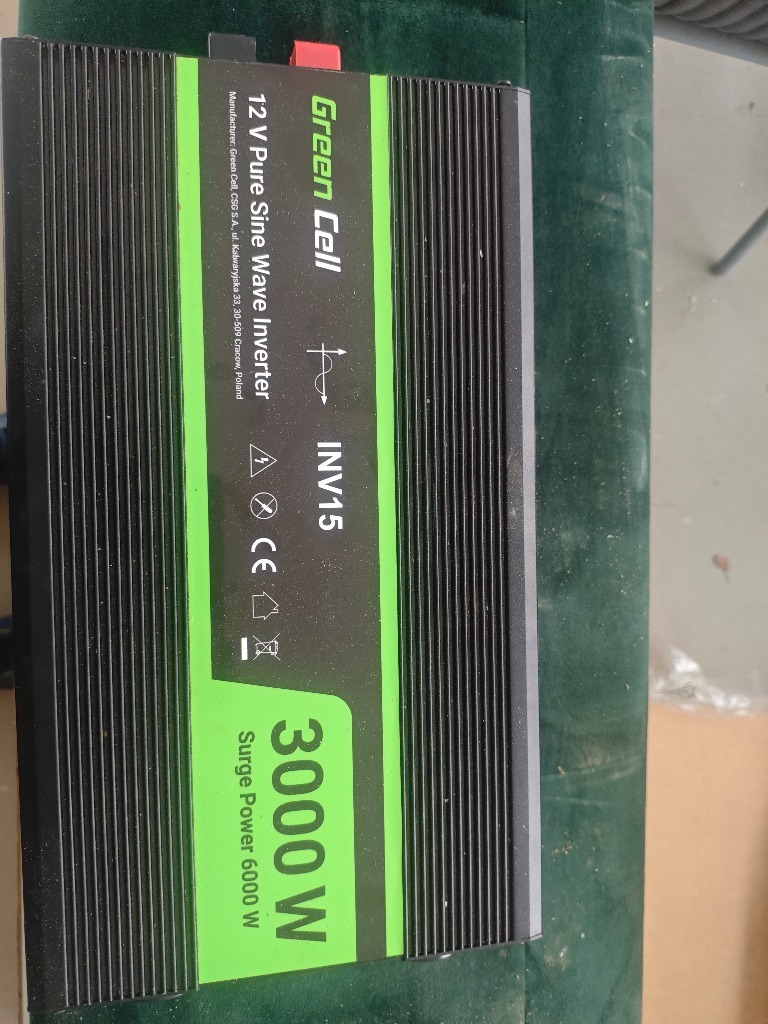 Green Cell
INV15
12 V Pure Sine Wave Inverter
Manufacturer: Green Cell, CSG S.A., ul. Kalwaryjska 33, 30-509 Cracow, Poland
CE
3000 W
Surge Power 6000 W